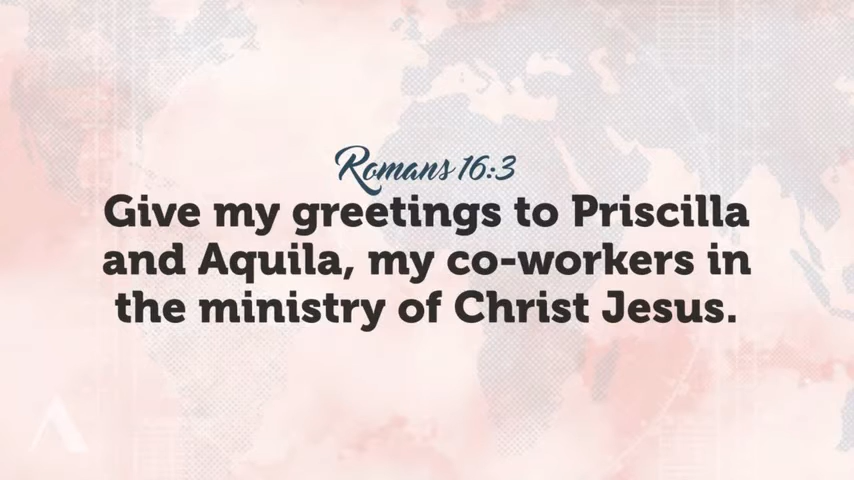 Romans 16:3
Give my greetings to Priscilla
and Aquila, my co-workers in
the ministry of Christ Jesus.